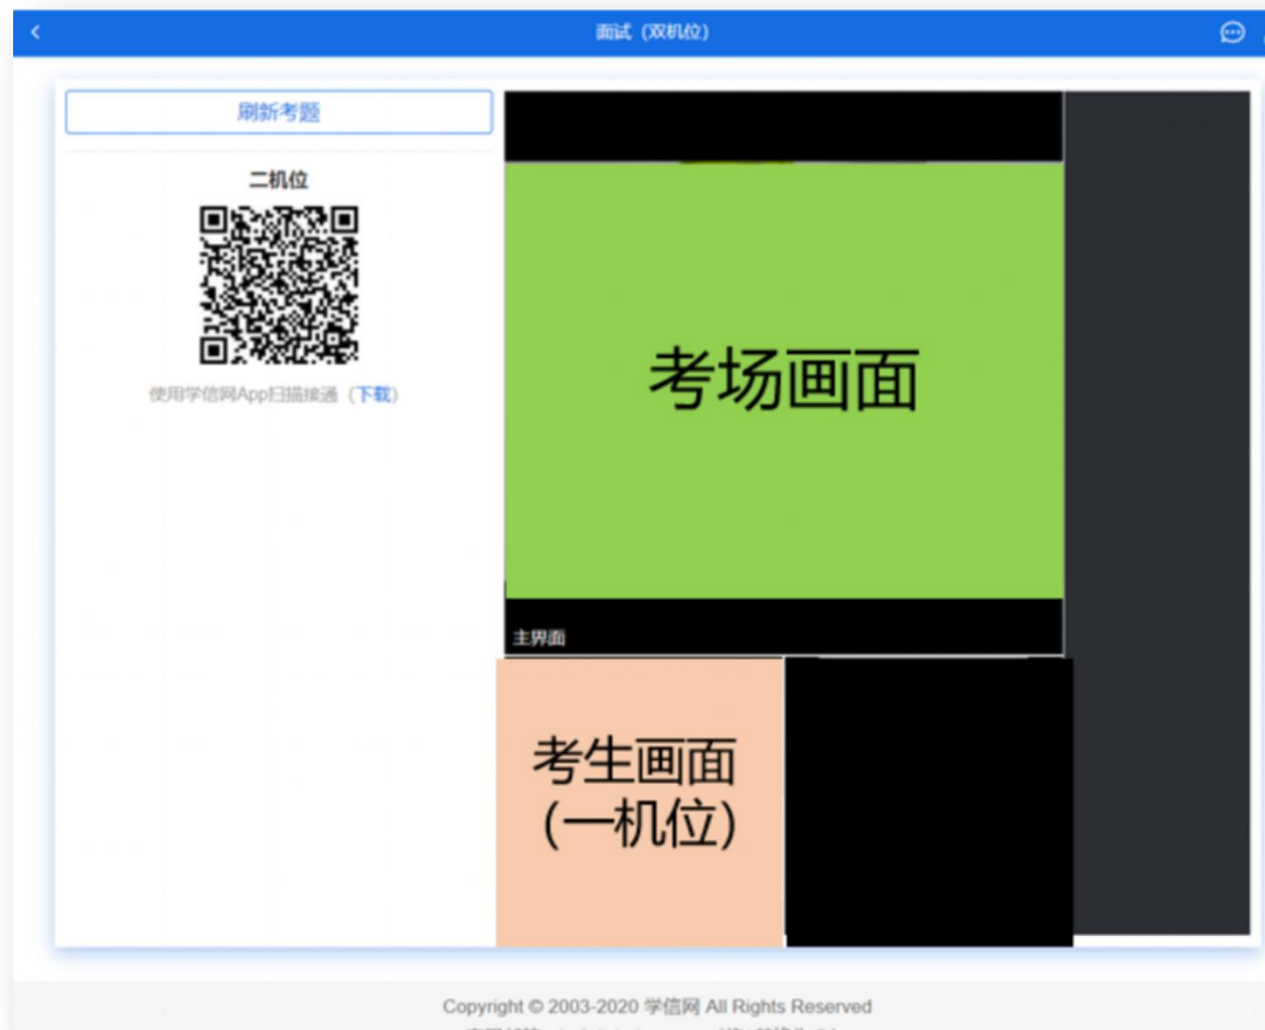 面试（双机位）
刷新考题
二机位
使用学信网App扫描接通（下载）
考场画面
主界面
考生画面
（一机位）
Copyright © 2003-2020 学信网 All Rights Reserved